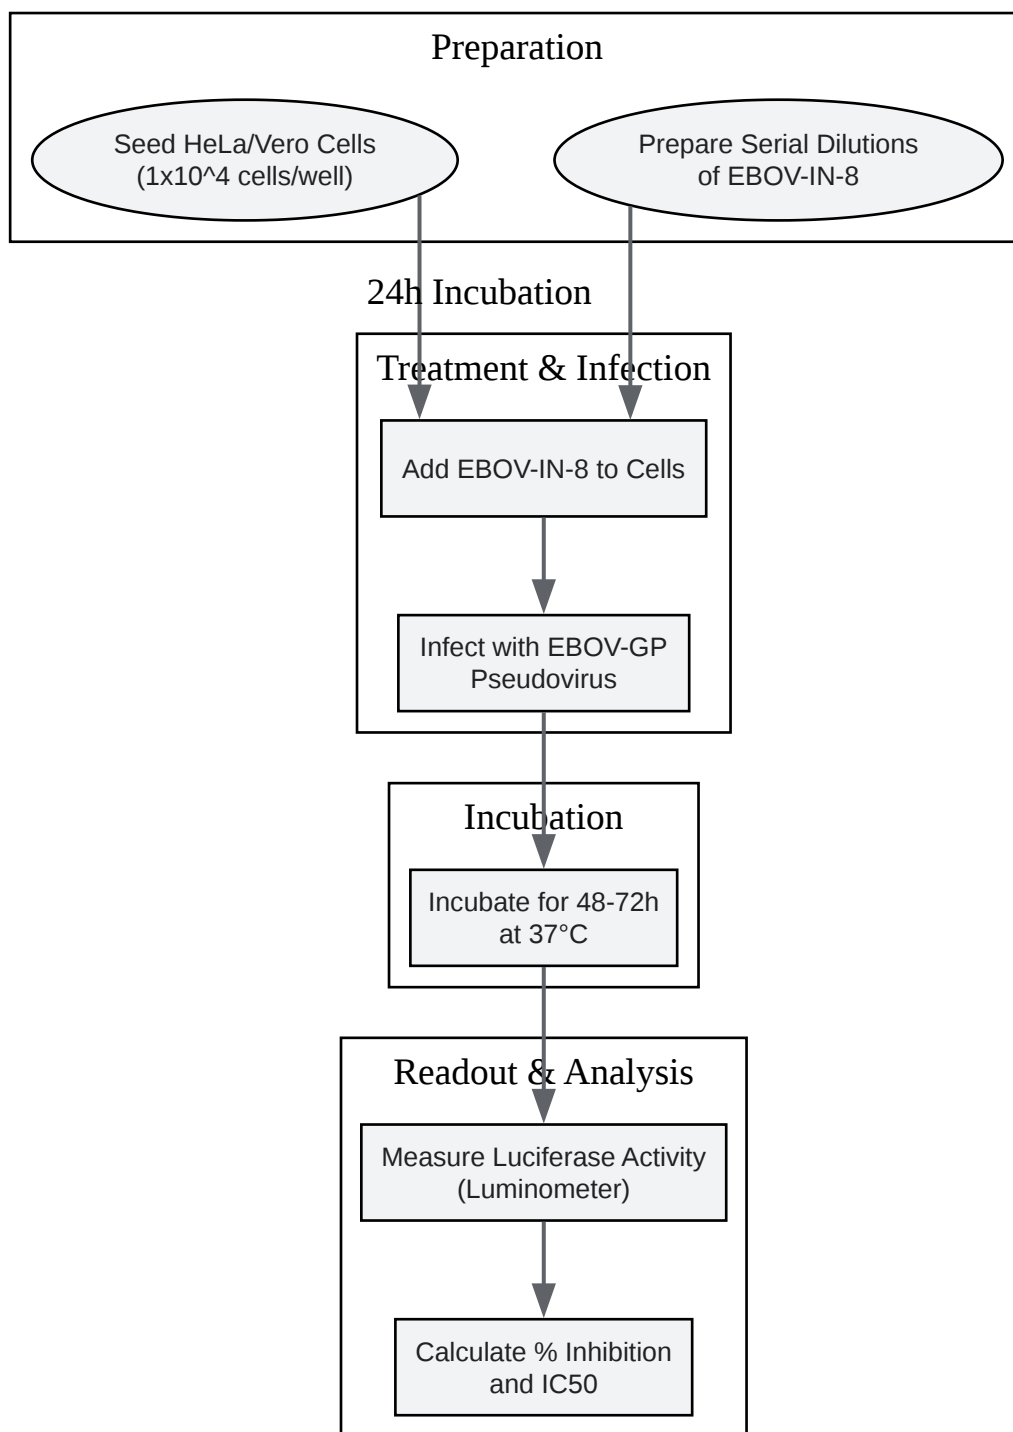 Preparation
Seed HeLa/Vero Cells
(1x10^4 cells/well)
Prepare Serial Dilutions
of EBOV-IN-8
24h Incubation
Treatment & Infection
Add EBOV-IN-8 to Cells
Infect with EBOV-GP
Pseudovirus
Incubation
Incubate for 48-72h
at 37°C
Readout & Analysis
Measure Luciferase Activity
(Luminometer)
Calculate % Inhibition
and IC50